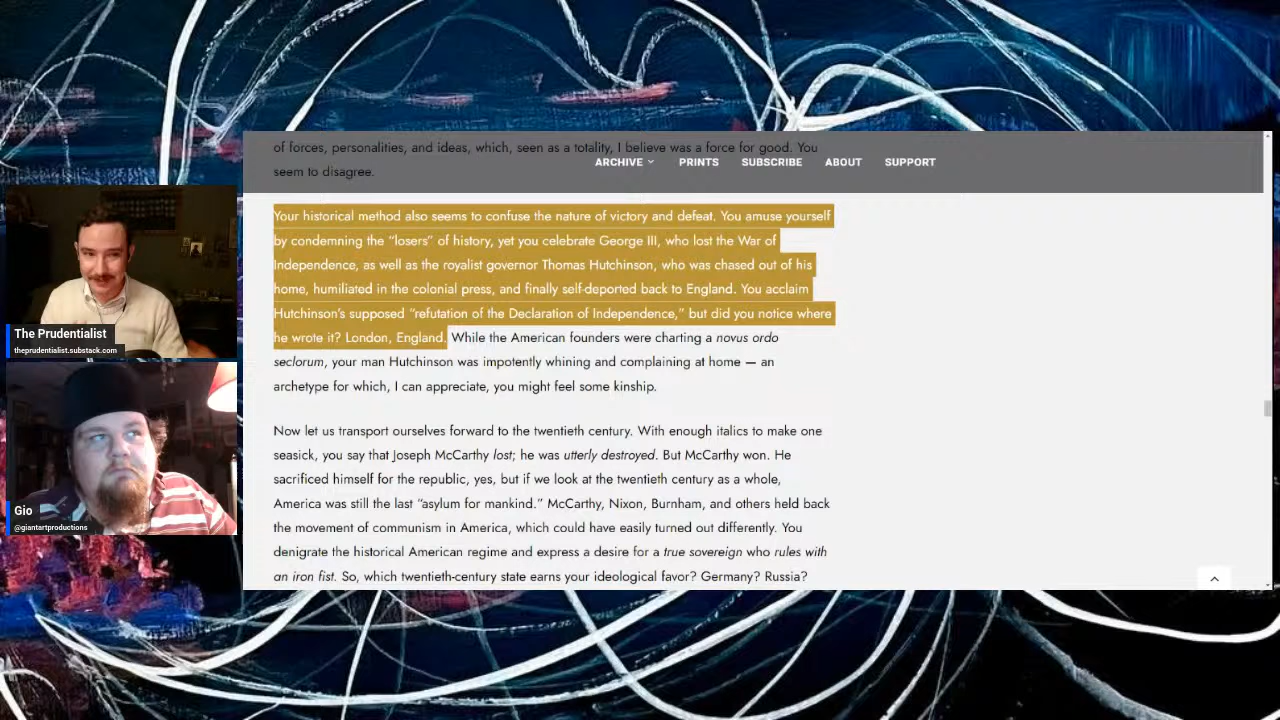 of forces, personalities, and ideas, which, seen as a totality, I believe was a force for good. You
seem to disagree.
ARCHIVE
PRINTS
SUBSCRIBE
ABOUT
SUPPORT
Your historical method also seems to confuse the nature of victory and defeat. You amuse yourself
by condemning the “losers” of history, yet you celebrate George III, who lost the War of
Independence, as well as the royalist governor Thomas Hutchinson, who was chased out of his
home, humiliated in the colonial press, and finally self-deported back to England. You acclaim
Hutchinson’s supposed “refutation of the Declaration of Independence,” but did you notice where
he wrote it? London, England. While the American founders were charting a novus ordo
seclorum, your man Hutchinson was impotently whining and complaining at home — an
archetype for which, I can appreciate, you might feel some kinship.
Now let us transport ourselves forward to the twentieth century. With enough italics to make one
seasick, you say that Joseph McCarthy lost; he was utterly destroyed. But McCarthy won. He
sacrificed himself for the republic, yes, but if we look at the twentieth century as a whole,
America was still the last “asylum for mankind.” McCarthy, Nixon, Burnham, and others held back
the movement of communism in America, which could have easily turned out differently. You
denigrate the historical American regime and express a desire for a true sovereign who rules with
an iron fist. So, which twentieth-century state earns your ideological favor? Germany? Russia?
The Prudentialist
theprudentialist.substack.com
Gio
@giantartproductions